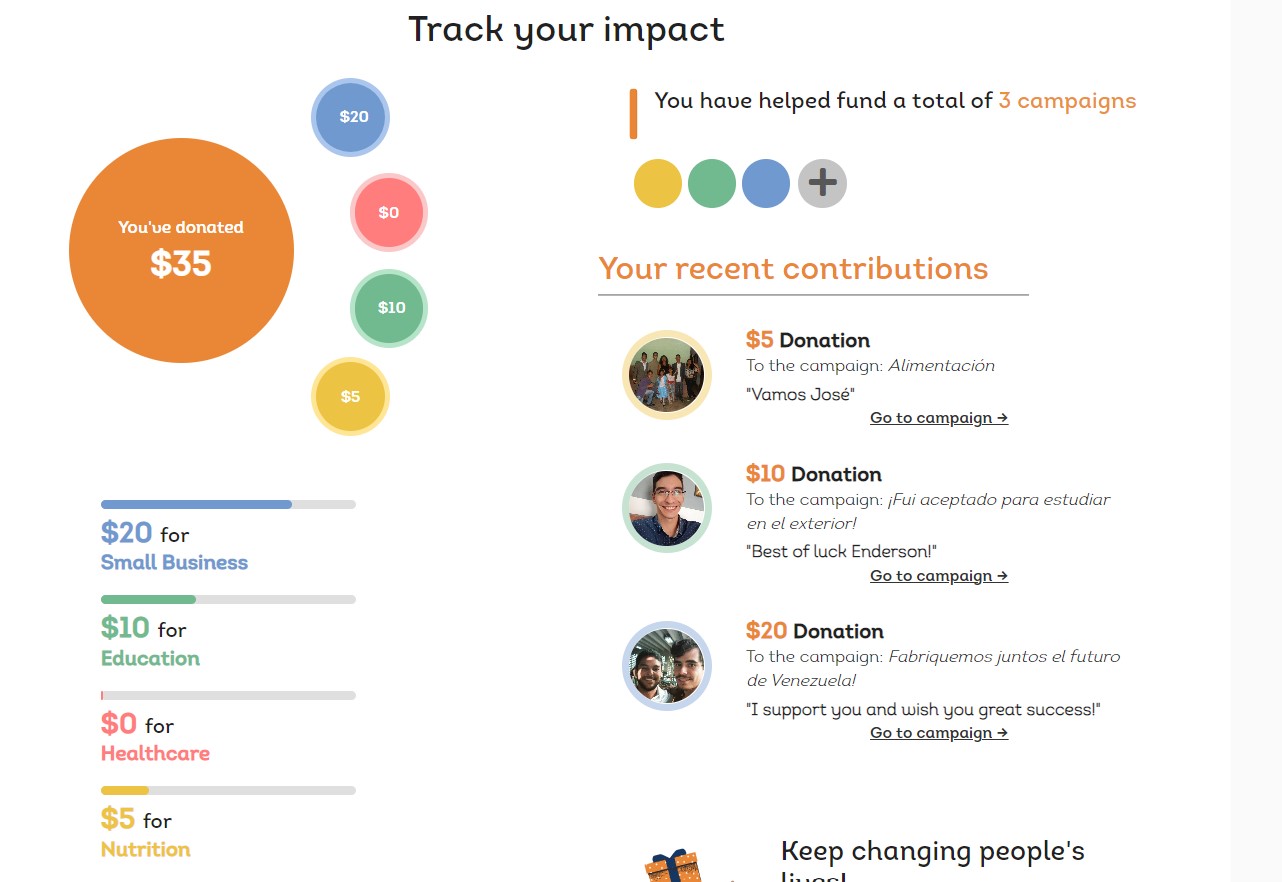 Track your impact
$20
$0
$10
$5
You've donated
$35
$20 for
Small Business
$10 for
Education
$0 for
Healthcare
$5 for
Nutrition
You have helped fund a total of 3 campaigns
Your recent contributions
$5 Donation
To the campaign: Alimentación
"Vamos José"
Go to campaign →
$10 Donation
To the campaign: ¡Fui aceptado para estudiar
en el exterior!
"Best of luck Enderson!"
Go to campaign →
$20 Donation
To the campaign: Fabriquemos juntos el futuro
de Venezuela!
"I support you and wish you great success!"
Go to campaign →
Keep changing people's
lives!